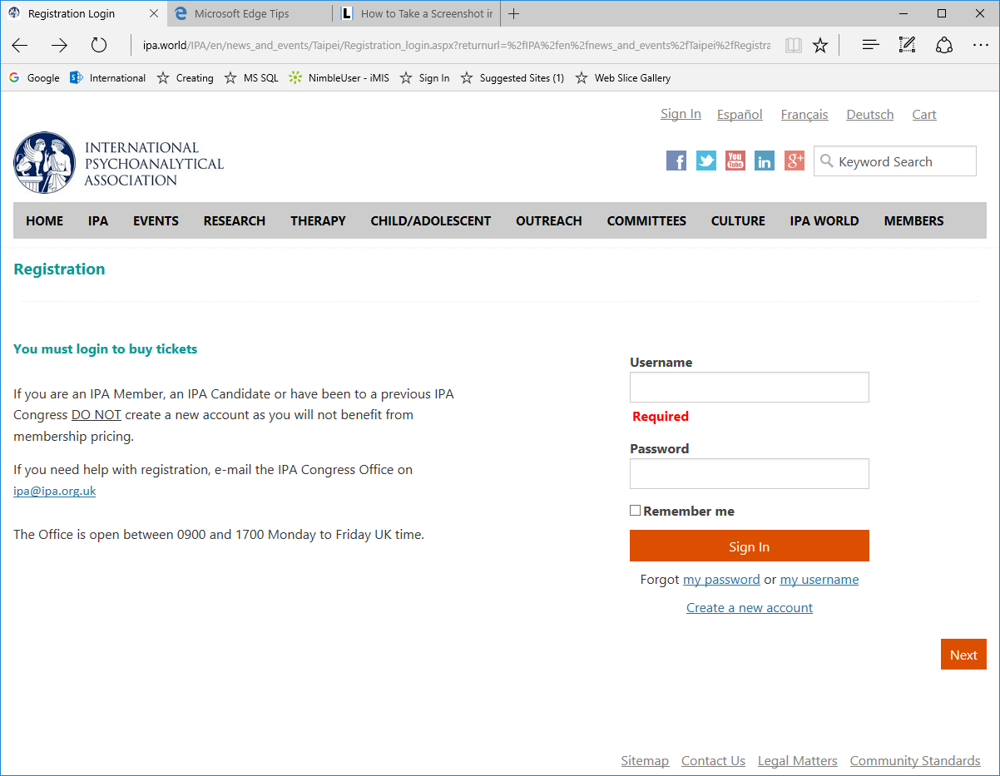 Registration Login
Microsoft Edge Tips
L How to Take a Screenshot in
ipa.world/IPA/en/news_and_events/Taipei/Registration_login.aspx?returnurl=%2fIPA%2fen%2fnews_and_events%2fTaipei%2fRegistra
G Google International Creating MS SQL NimbleUser - iMIS Sign In Suggested Sites (1) Web Slice Gallery
Sign In Español Français Deutsch Cart
INTERNATIONAL
PSYCHOANALYTICAL
ASSOCIATION
f You Tube in g+ Keyword Search
HOME IPA EVENTS RESEARCH THERAPY CHILD/ADOLESCENT OUTREACH COMMITTEES CULTURE IPA WORLD MEMBERS
Registration
You must login to buy tickets
If you are an IPA Member, an IPA Candidate or have been to a previous IPA
Congress DO NOT create a new account as you will not benefit from
membership pricing.
If you need help with registration, e-mail the IPA Congress Office on
ipa@ipa.org.uk
The Office is open between 0900 and 1700 Monday to Friday UK time.
Username
Required
Password
Remember me
Sign In
Forgot my password or my username
Create a new account
Next
Sitemap Contact Us Legal Matters Community Standards